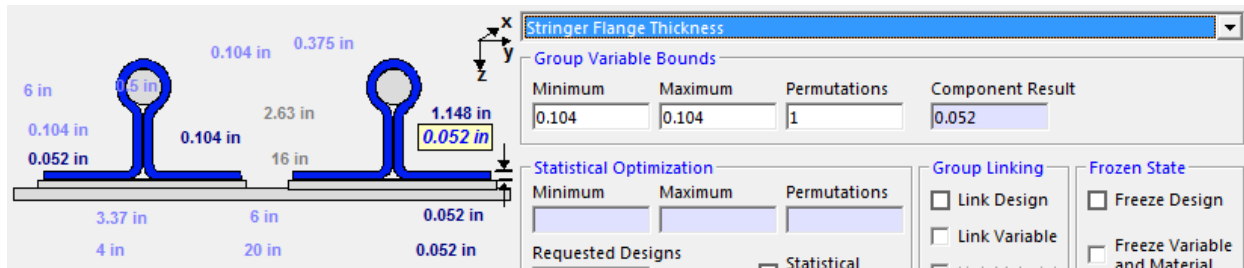 x
y
z
0.104 in
0.375 in
6 in
0.5 in
2.63 in
1.148 in
0.104 in
0.104 in
0.052 in
0.052 in
16 in
3.37 in
6 in
0.052 in
4 in
20 in
0.052 in
Stringer Flange Thickness
Group Variable Bounds
Minimum Maximum Permutations Component Result
0.104 0.104 1 0.052
Statistical Optimization
Minimum Maximum Permutations
Requested Designs
Statistical
Group Linking
Link Design
Link Variable
Frozen State
Freeze Design
Freeze Variable
and Material